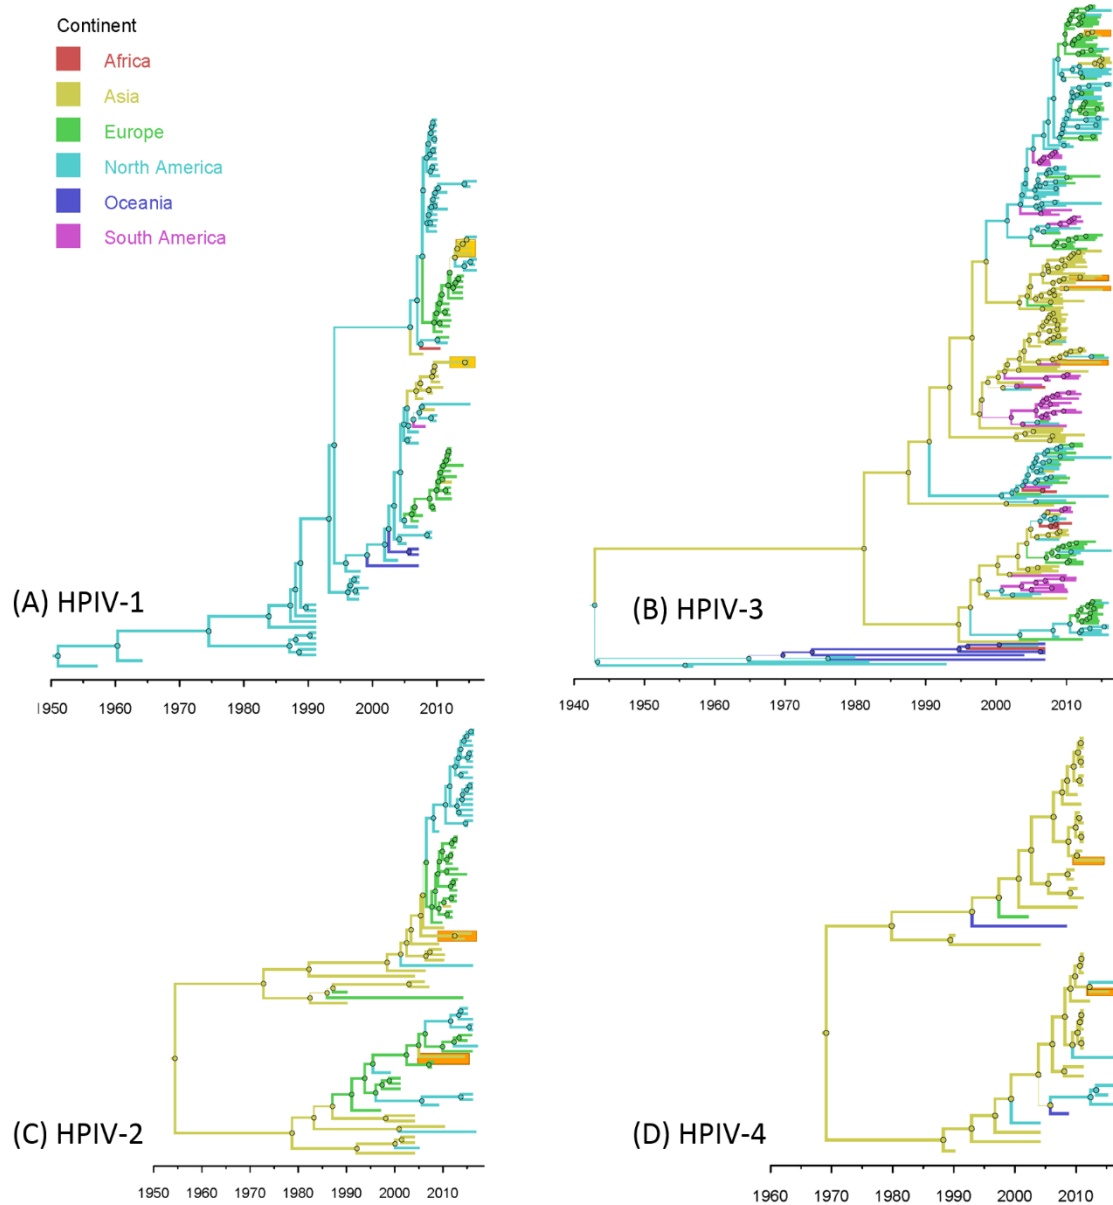 Continent
Africa
Asia
Europe
North America
Oceania
South America
(A) HPIV-1
1950 1960 1970 1980 1990 2000 2010
(B) HPIV-3
1940 1950 1960 1970 1980 1990 2000 2010
(C) HPIV-2
1950 1960 1970 1980 1990 2000 2010
(D) HPIV-4
1960 1970 1980 1990 2000 2010